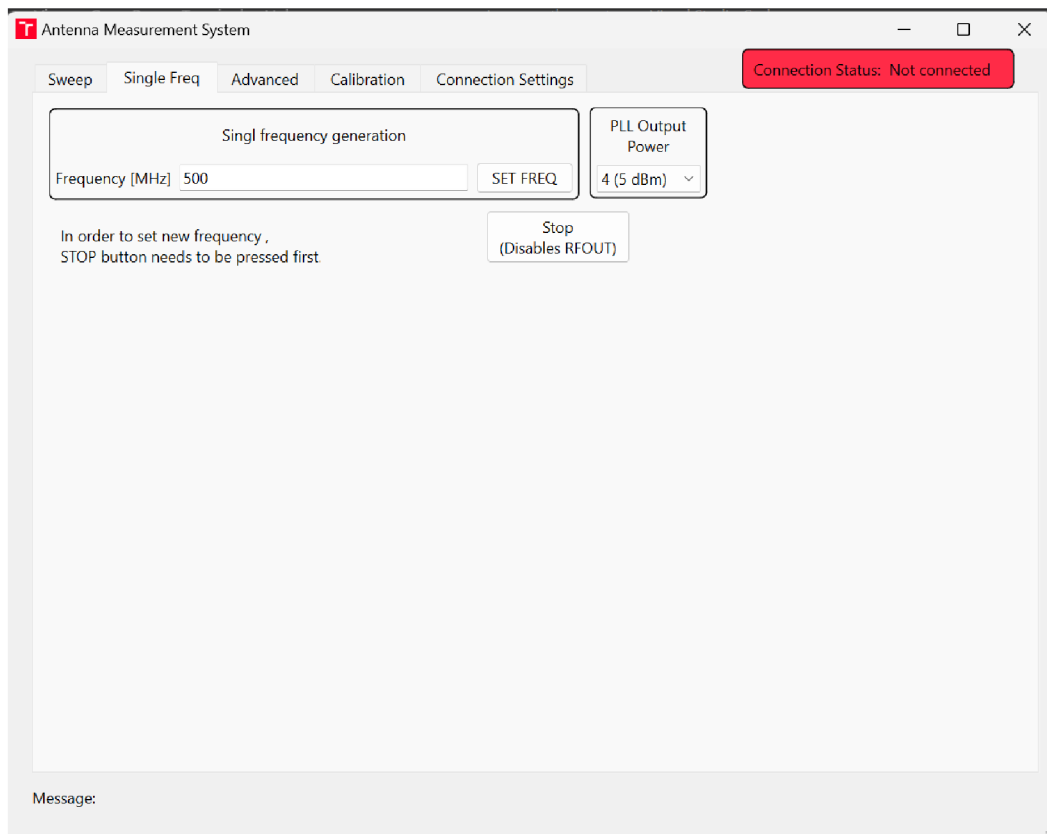 Antenna Measurement System
Sweep Single Freq Advanced Calibration Connection Settings
Connection Status: Not connected
Singl frequency generation
Frequency [MHz] 500 SET FREQ
PLL Output
Power
4 (5 dBm)
In order to set new frequency ,
STOP button needs to be pressed first
Stop
(Disables RFOUT)
Message: